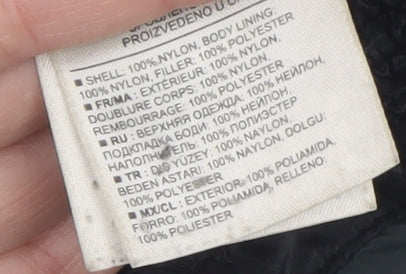 PROIZVEDENO U
■ SHELL: 100% NYLON, BODY LINING:
100% NYLON, FILLER: 100% POLYESTER
■ FR/MA: EXTÉRIEUR: 100% NYLON,
DOUBLURE CORPS: 100% NYLON,
REMBOURRAGE: 100% POLYESTER
■ RU: ВЕРХНЯЯ ОДЕЖДА: 100% НЕЙЛОН,
ПОДКЛАДКА БОДИ: 100% НЕЙЛОН,
НАПОЛНИТЕЛЬ: 100% ПОЛИЭСТЕР
■ TR: DIŞ YÜZEY: 100% NAYLON,
BEDEN ASTARI: 100% NAYLON, DOLGU:
100% POLYESTER
■ MX/CL: EXTERIOR: 100% POLIAMIDA,
FORRO: 100% POLIAMIDA, RELLENO:
100% POLIESTER